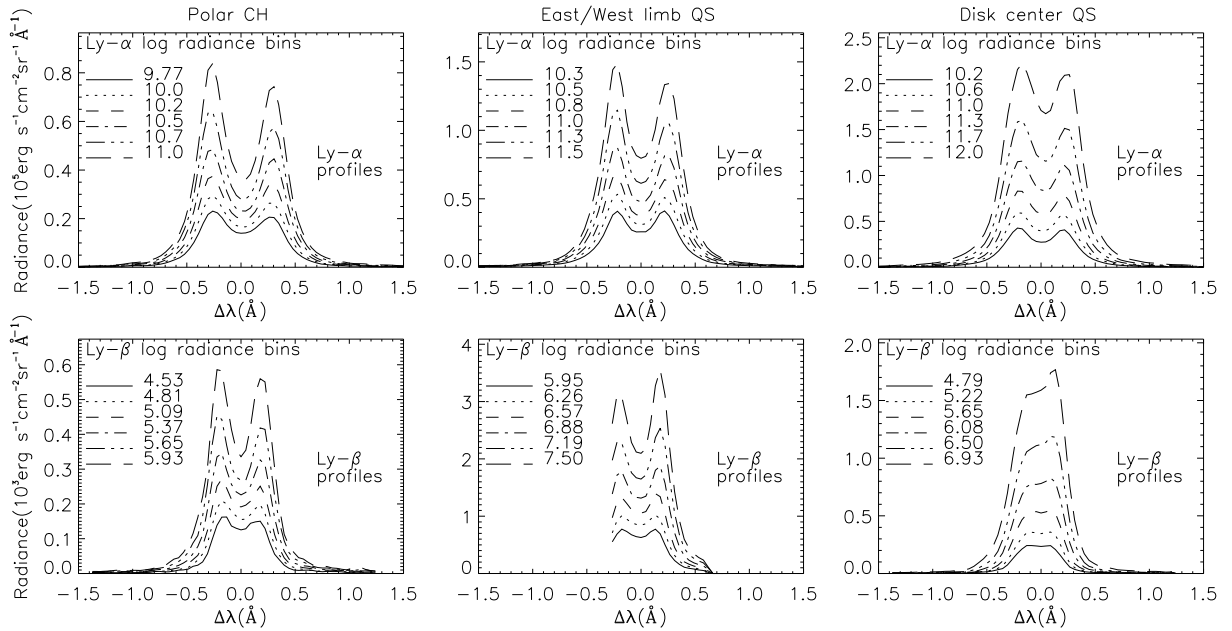 Polar CH
East/West limb QS
Disk center QS
Radiance(10⁵erg s⁻¹cm⁻²sr⁻¹ Å⁻¹)
Ly−α log radiance bins
9.77
10.0
10.2
10.5
10.7
11.0
Ly−α
profiles
0.8
0.6
0.4
0.2
0.0
−1.5 −1.0 −0.5 0.0 0.5 1.0 1.5
Δλ(Å)
Ly−α log radiance bins
10.3
10.5
10.8
11.0
11.3
11.5
Ly−α
profiles
1.5
1.0
0.5
0.0
−1.5 −1.0 −0.5 0.0 0.5 1.0 1.5
Δλ(Å)
Ly−α log radiance bins
10.2
10.6
11.0
11.3
11.7
12.0
Ly−α
profiles
2.5
2.0
1.5
1.0
0.5
0.0
−1.5 −1.0 −0.5 0.0 0.5 1.0 1.5
Δλ(Å)
Radiance(10³erg s⁻¹cm⁻²sr⁻¹ Å⁻¹)
Ly−β log radiance bins
4.53
4.81
5.09
5.37
5.65
5.93
Ly−β
profiles
0.6
0.5
0.4
0.3
0.2
0.1
0.0
−1.5 −1.0 −0.5 0.0 0.5 1.0 1.5
Δλ(Å)
Ly−β log radiance bins
5.95
6.26
6.57
6.88
7.19
7.50
Ly−β
profiles
4
3
2
1
0
−1.5 −1.0 −0.5 0.0 0.5 1.0 1.5
Δλ(Å)
Ly−β log radiance bins
4.79
5.22
5.65
6.08
6.50
6.93
Ly−β
profiles
2.0
1.5
1.0
0.5
0.0
−1.5 −1.0 −0.5 0.0 0.5 1.0 1.5
Δλ(Å)